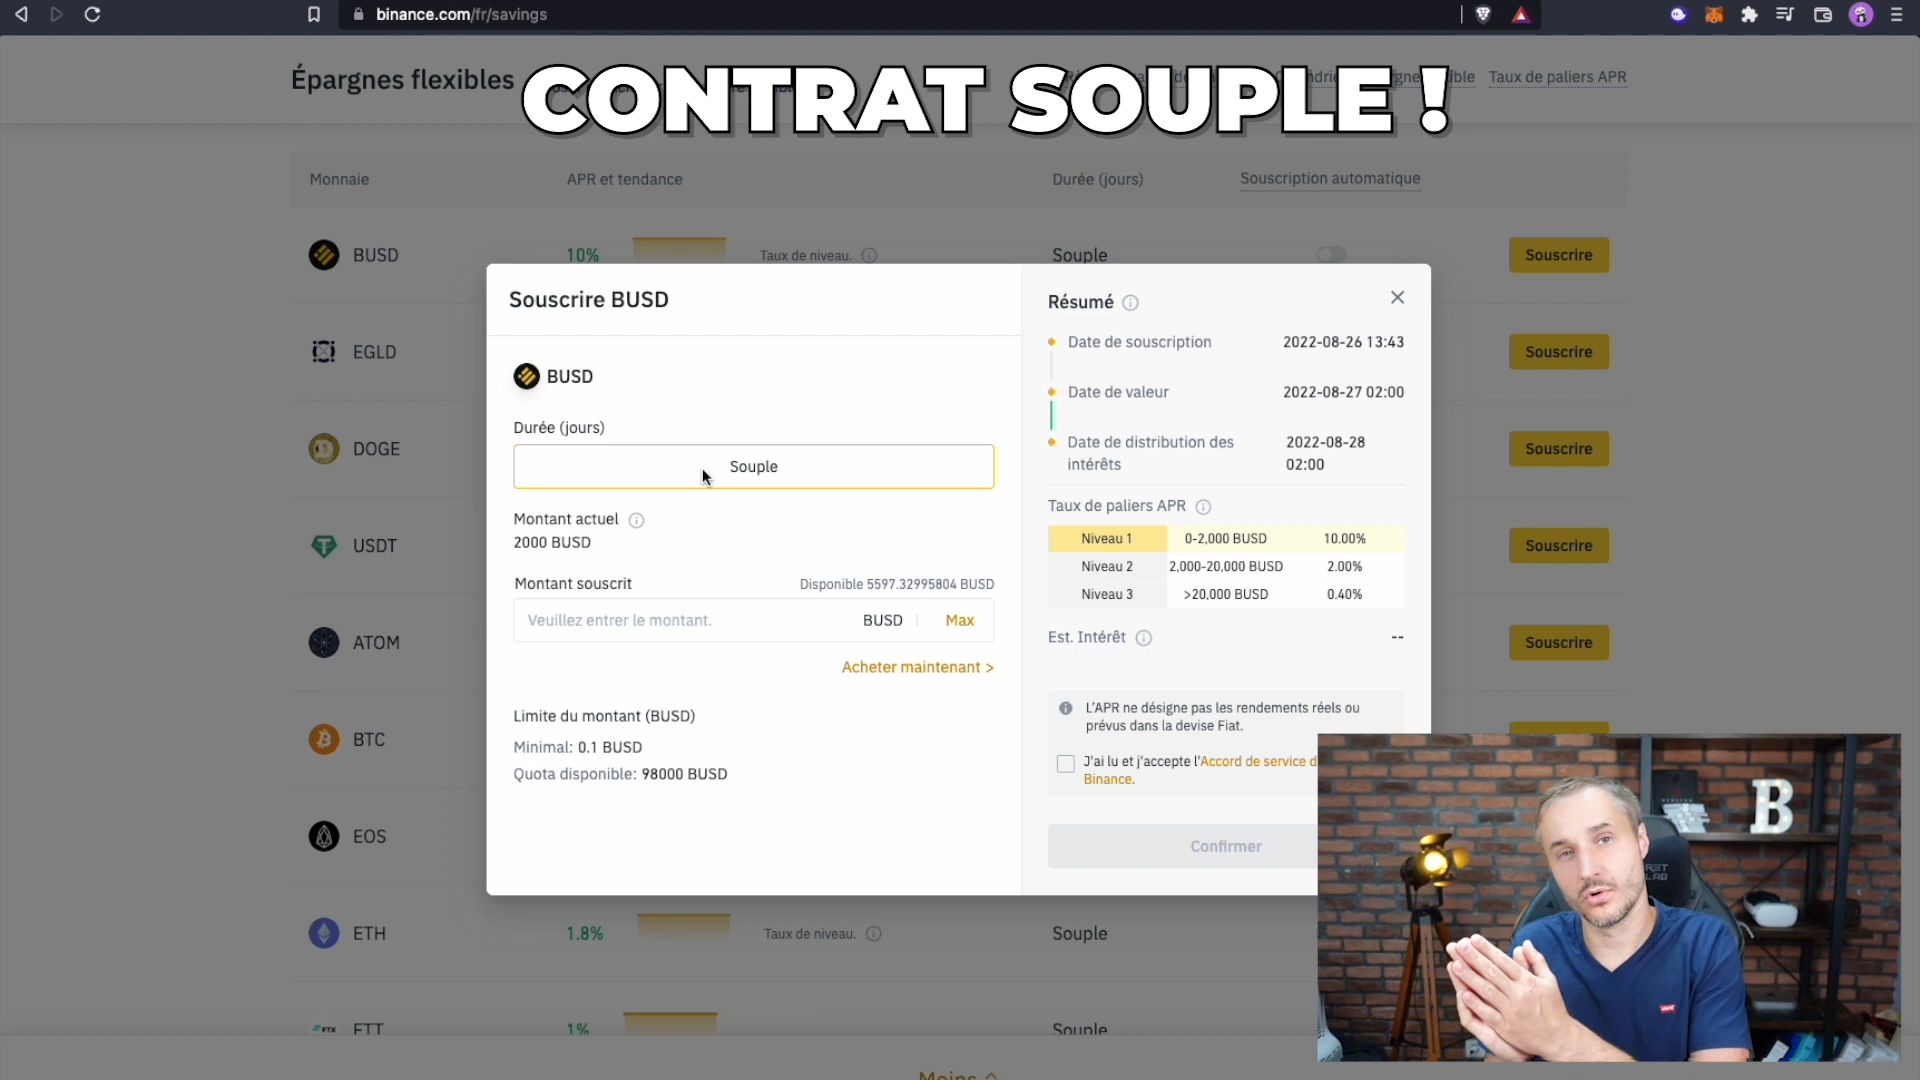 binance.com/fr/savings
Épargnes flexibles
CONTRAT SOUPLE !
Taux de paliers APR
Monnaie
APR et tendance
Durée (jours)
Souscription automatique
BUSD
10%
Taux de niveau.
Souple
Souscrire
EGLD
Souscrire
DOGE
Souscrire
USDT
Souscrire
ATOM
Souscrire
BTC
EOS
ETH
1.8%
Taux de niveau.
Souple
FTX
FTT
1%
Souple
Moins
Souscrire BUSD
BUSD
Durée (jours)
Souple
Montant actuel
2000 BUSD
Montant souscrit
Disponible 5597.32995804 BUSD
Veuillez entrer le montant.
BUSD
Max
Acheter maintenant >
Limite du montant (BUSD)
Minimal: 0.1 BUSD
Quota disponible: 98000 BUSD
Résumé
Date de souscription
2022-08-26 13:43
Date de valeur
2022-08-27 02:00
Date de distribution des
intérêts
2022-08-28
02:00
Taux de paliers APR
Niveau 1 0-2,000 BUSD 10.00%
Niveau 2 2,000-20,000 BUSD 2.00%
Niveau 3 >20,000 BUSD 0.40%
Est. Intérêt
--
L'APR ne désigne pas les rendements réels ou
prévus dans la devise Fiat.
J'ai lu et j'accepte l'Accord de service d
Binance.
Confirmer
B